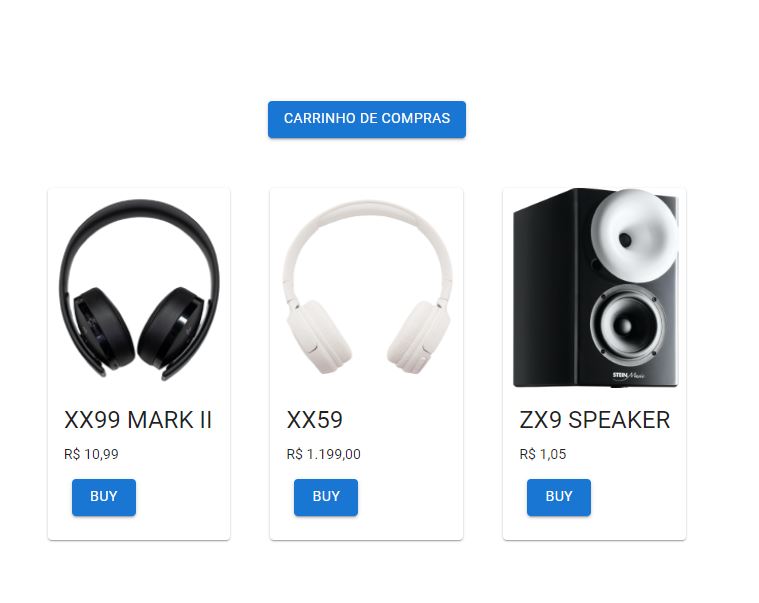 CARRINHO DE COMPRAS
STEIN Music
XX99 MARK II
R$ 10,99
BUY
XX59
R$ 1.199,00
BUY
ZX9 SPEAKER
R$ 1,05
BUY